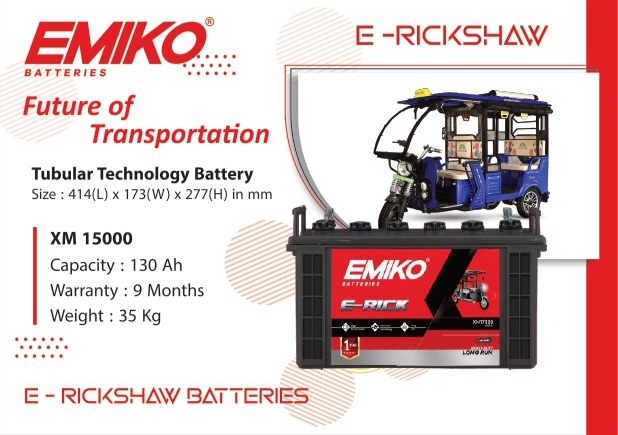 EMIKO®
BATTERIES
E -RICKSHAW
Future of
Transportation
Tubular Technology Battery
Size : 414(L) x 173(W) x 277(H) in mm
XM 15000
Capacity : 130 Ah
Warranty : 9 Months
Weight : 35 Kg
EMIKO®
BATTERIES
E-RICK
1
LONG RUN
E - RICKSHAW BATTERIES